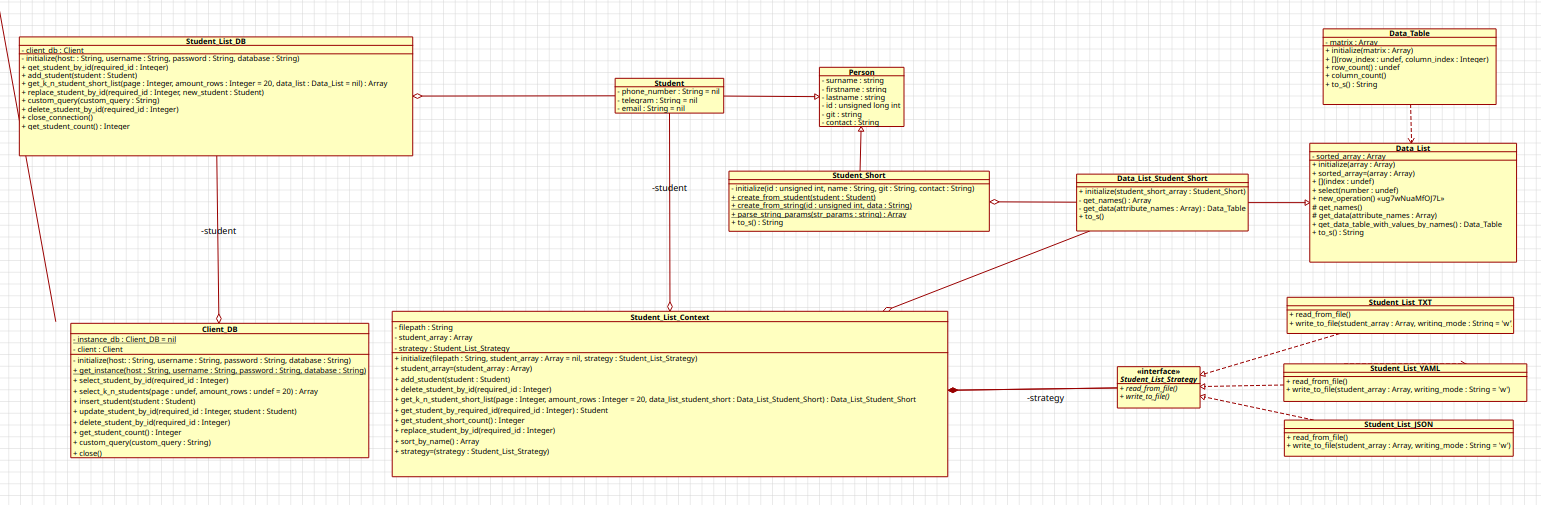 Student_List_DB
- client_db : Client
- initialize(host: : String, username : String, password : String, database : String)
+ get_student_by_id(required_id : Integer)
+ add_student(student : Student)
+ get_k_n_student_short_list(page : Integer, amount_rows : Integer = 20, data_list : Data_List = nil) : Array
+ replace_student_by_id(required_id : Integer, new_student : Student)
+ custom_query(custom_query : String)
+ delete_student_by_id(required_id : Integer)
+ close_connection()
+ get_student_count() : Integer
Student
- phone_number : String = nil
- telegram : String = nil
- email : String = nil
Person
- surname : string
- firstname : string
- lastname : string
- id : unsigned long int
- git : string
- contact : String
Data_Table
- matrix : Array
+ initialize(matrix : Array)
+ [](row_index : undef, column_index : Integer)
+ row_count() : undef
+ column_count()
+ to_s() : String
Data_List
- sorted_array : Array
+ initialize(array : Array)
+ sorted_array=(array : Array)
+ [](index : undef)
+ select(number : undef)
+ new_operation() «ug7wNuaMfOJ7L»
# get_names()
# get_data(attribute_names : Array)
+ get_data_table_with_values_by_names() : Data_Table
+ to_s() : String
Student_Short
- initialize(id : unsigned int, name : String, git : String, contact : String)
+ create_from_student(student : Student)
+ create_from_string(id : unsigned int, data : String)
+ parse_string_params(str_params : string) : Array
+ to_s() : String
Data_List_Student_Short
+ initialize(student_short_array : Student_Short)
- get_names() : Array
- get_data(attribute_names : Array) : Data_Table
+ to_s()
-student
-student
Client_DB
- instance_db : Client_DB = nil
- client : Client
- initialize(host: : String, username : String, password : String, database : String)
+ get_instance(host : String, username : String, password : String, database : String)
+ select_student_by_id(required_id : Integer)
+ select_k_n_students(page : undef, amount_rows : undef = 20) : Array
+ insert_student(student : Student)
+ update_student_by_id(required_id : Integer, student : Student)
+ delete_student_by_id(required_id : Integer)
+ get_student_count() : Integer
+ custom_query(custom_query : String)
+ close()
Student_List_Context
- filepath : String
- student_array : Array
- strategy : Student_List_Strategy
+ initialize(filepath : String, student_array : Array = nil, strategy : Student_List_Strategy)
+ student_array=(student_array : Array)
+ add_student(student : Student)
+ delete_student_by_id(required_id : Integer)
+ get_k_n_student_short_list(page : Integer, amount_rows : Integer = 20, data_list_student_short : Data_List_Student_Short) : Data_List_Student_Short
+ get_student_by_required_id(required_id : Integer) : Student
+ get_student_short_count() : Integer
+ replace_student_by_id(required_id : Integer)
+ sort_by_name() : Array
+ strategy=(strategy : Student_List_Strategy)
-strategy
«interface»
Student_List_Strategy
+ read_from_file()
+ write_to_file()
Student_List_TXT
+ read_from_file()
+ write_to_file(student_array : Array, writing_mode : String = 'w'
Student_List_YAML
+ read_from_file()
+ write_to_file(student_array : Array, writing_mode : String = 'w')
Student_List_JSON
+ read_from_file()
+ write_to_file(student_array : Array, writing_mode : String = 'w')